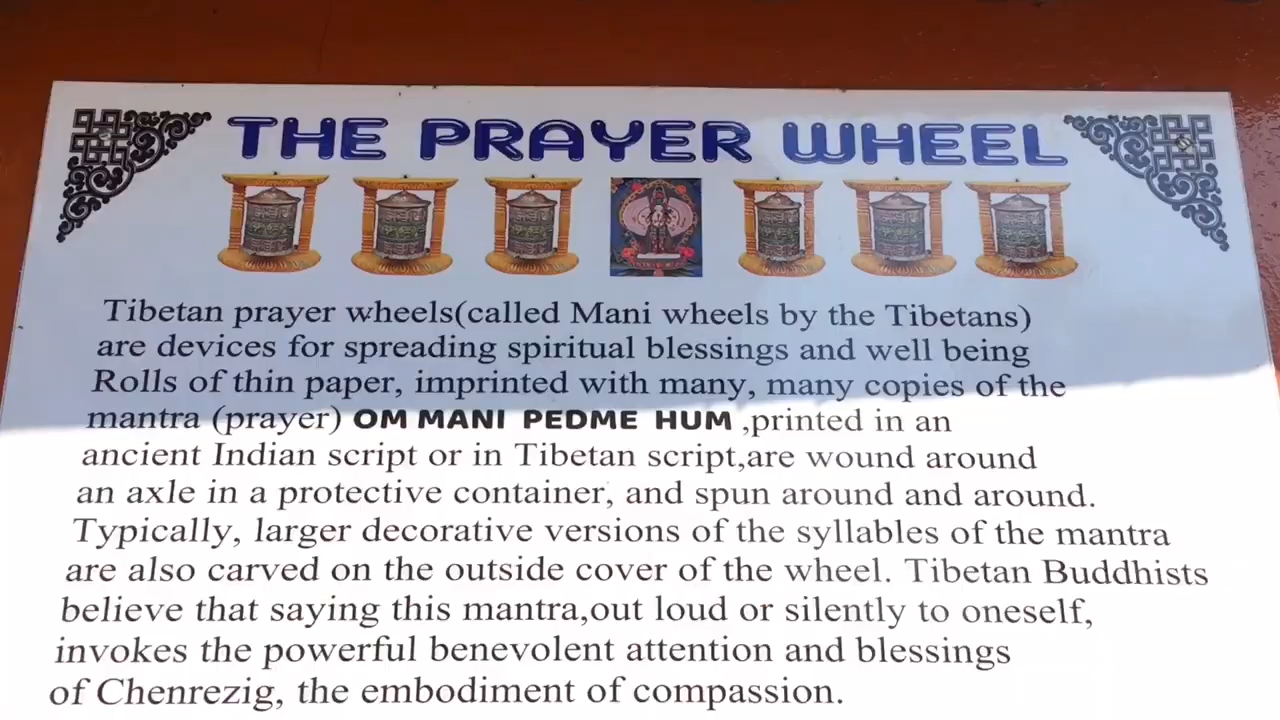 THE PRAYER WHEEL
Tibetan prayer wheels(called Mani wheels by the Tibetans)
are devices for spreading spiritual blessings and well being
Rolls of thin paper, imprinted with many, many copies of the
mantra (prayer) OM MANI PEDME HUM ,printed in an
ancient Indian script or in Tibetan script,are wound around
an axle in a protective container, and spun around and around.
Typically, larger decorative versions of the syllables of the mantra
are also carved on the outside cover of the wheel. Tibetan Buddhists
believe that saying this mantra,out loud or silently to oneself,
invokes the powerful benevolent attention and blessings
of Chenrezig, the embodiment of compassion.